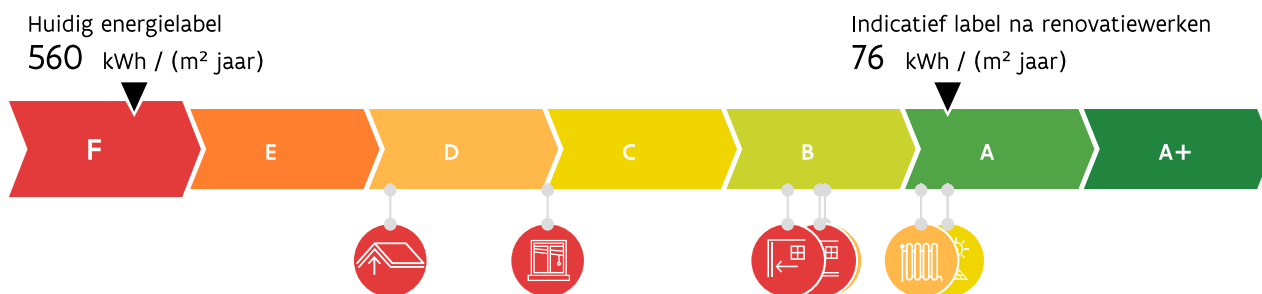 Huidig energielabel
560 kWh / (m² jaar)
Indicatief label na renovatiewerken
76 kWh / (m² jaar)
F E D C B A A+